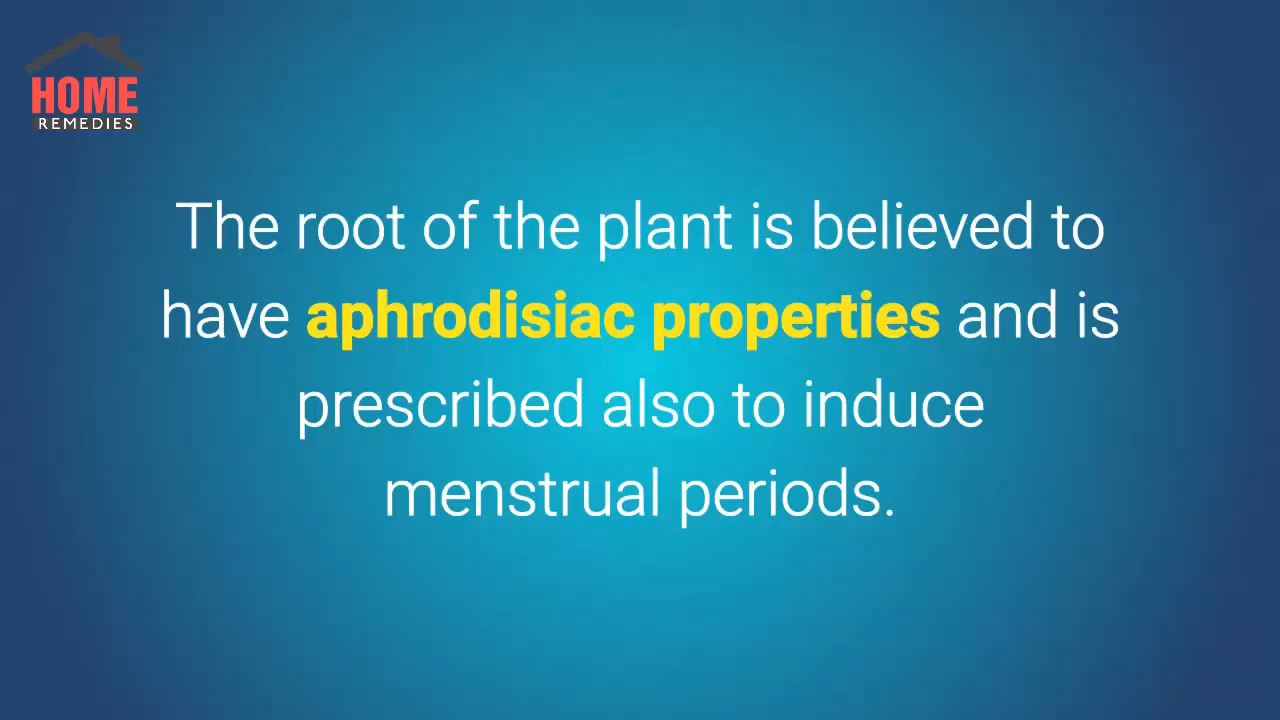 HOME
REMEDIES
The root of the plant is believed to
have aphrodisiac properties and is
prescribed also to induce
menstrual periods.